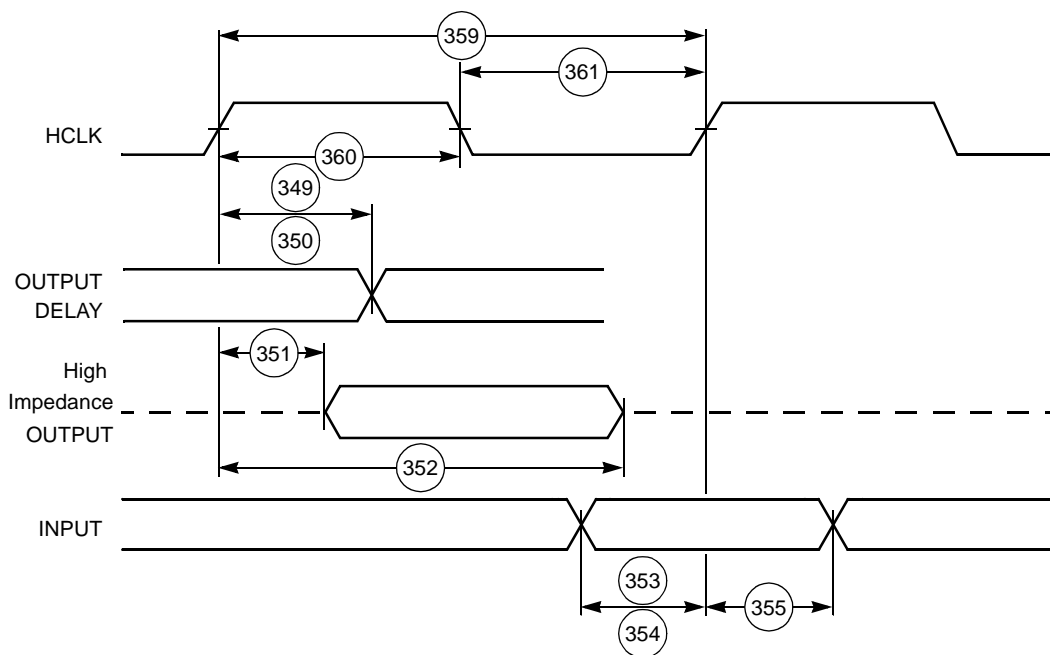 359
361
HCLK
360
349
350
OUTPUT
DELAY
351
High
Impedance
OUTPUT
352
INPUT
353
355
354